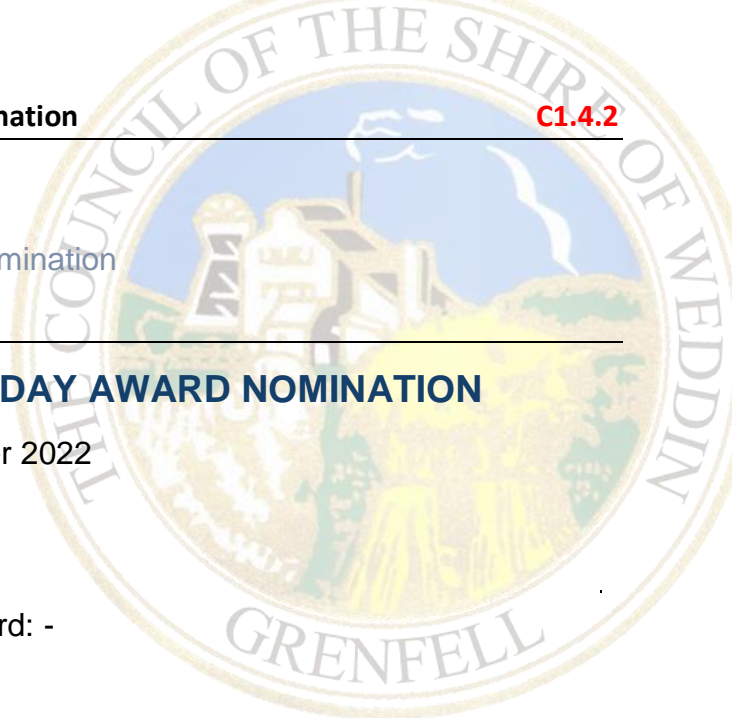 nation C1.4.2
mination
DAY AWARD NOMINATION
r 2022
rd: -
THE COUNCIL OF THE SHIRE OF WEDDIN
GRENFELL